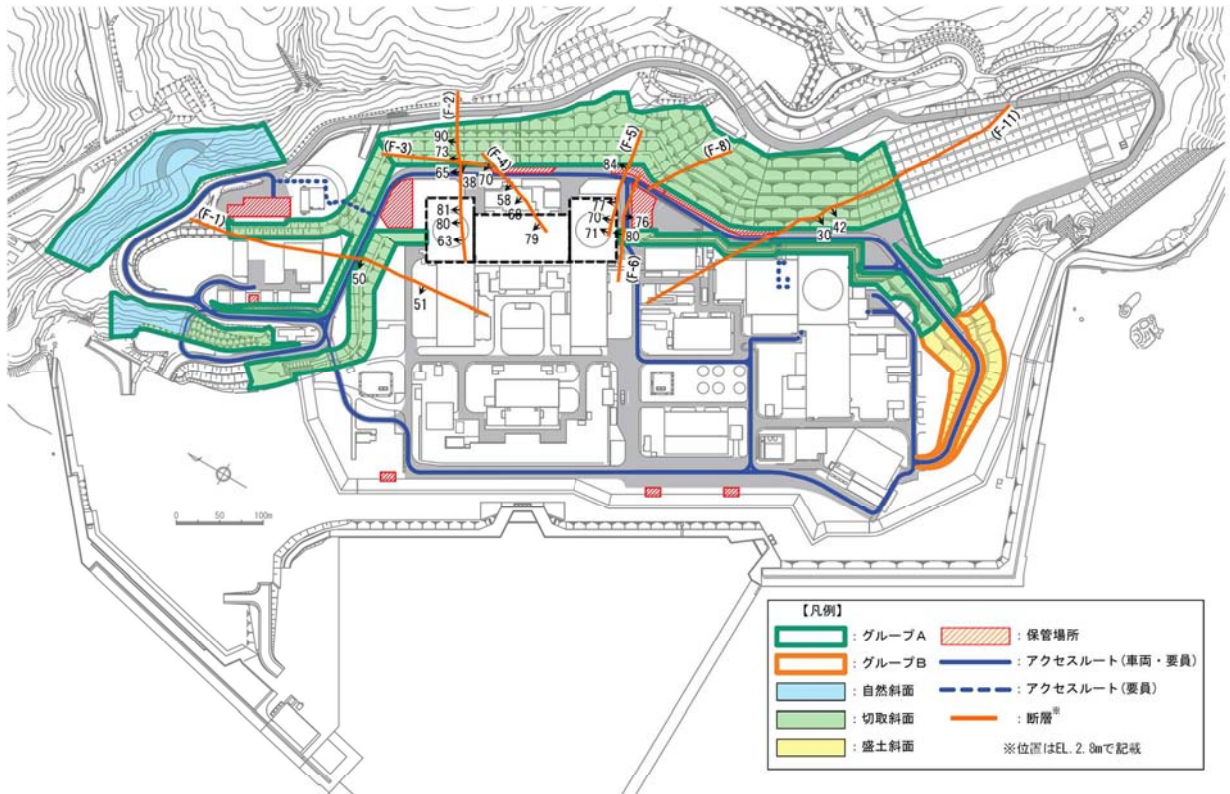 (F-2)
(F-5)
(F-11)
90
(F-3)
73
(F-4)
84
(F-8)
65
38
70
58
68
77
(F-1)
81
70
76
42
80
71
80
30
79
63
50
(F-6)
51
0 50 100m
【凡例】
：グループA
：保管場所
：グループB
：アクセスルート(車両・要員)
：自然斜面
：アクセスルート(要員)
：切取斜面
：断層※
：盛土斜面
※位置はEL.2.8mで記載